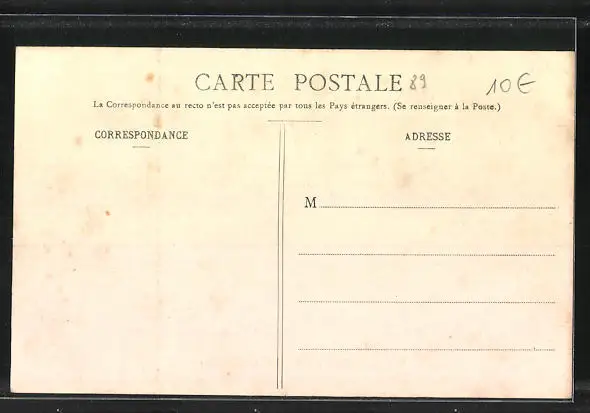 CARTE POSTALE 89 10€
La Correspondance au recto n'est pas acceptée par tous les Pays étrangers. (Se renseigner à la Poste.)
CORRESPONDANCE
ADRESSE
M